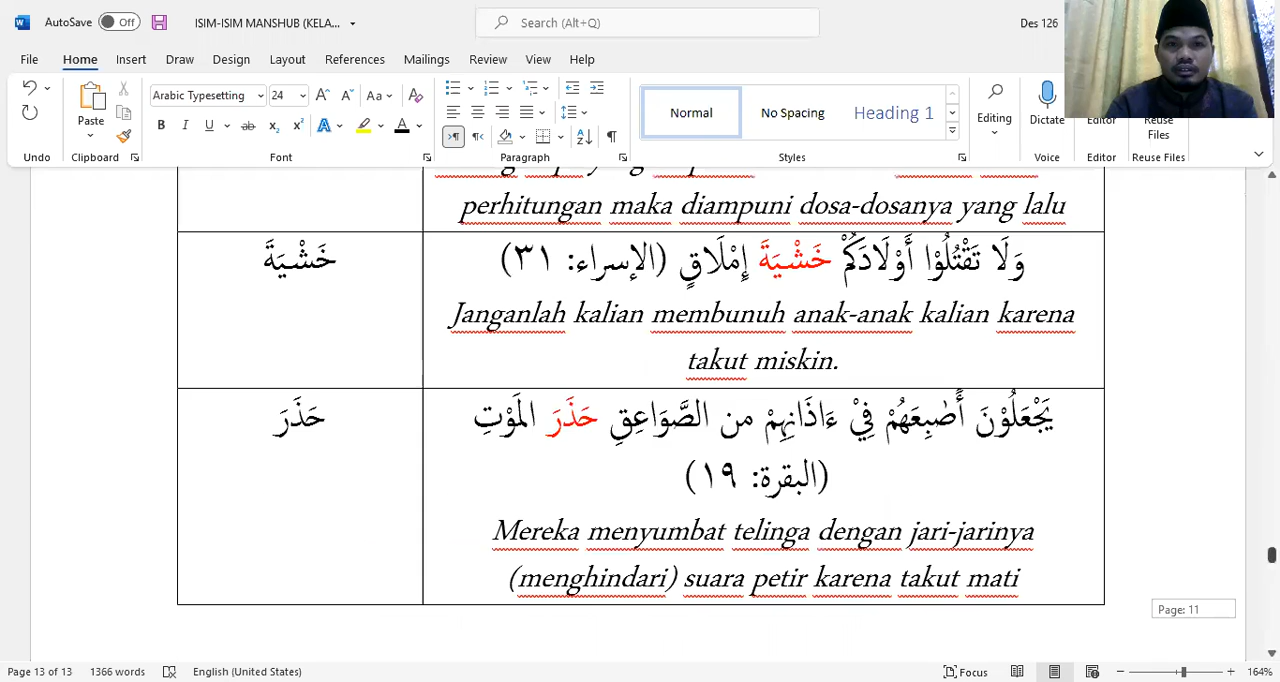 AutoSave Off ISIM-ISIM MANSHUB (KELA... Search (Alt+Q) Des 126
File Home Insert Draw Design Layout References Mailings Review View Help
Arabic Typesetting 24 Aa
Paste
Normal No Spacing Heading 1
Editing Dictate Editor Reuse Files
Undo Clipboard Font Paragraph Styles Voice Editor Reuse Files
perhitungan maka diampuni dosa-dosanya yang lalu
خَشْيَةَ
وَلَا تَقْتُلُوْا أَوْلَادَكُمْ خَشْيَةَ إِمْلَاقٍ (الإسراء: ٣١)
Janganlah kalian membunuh anak-anak kalian karena
takut miskin.
حَذَرَ
يَجْعَلُوْنَ أَصٰبِعَهُمْ فِيْ ءَاذَانِهِمْ من الصَّوَاعِقِ حَذَرَ المَوْتِ
(البقرة: ١٩)
Mereka menyumbat telinga dengan jari-jarinya
(menghindari) suara petir karena takut mati
Page: 11
Page 13 of 13 1366 words English (United States) Focus 164%